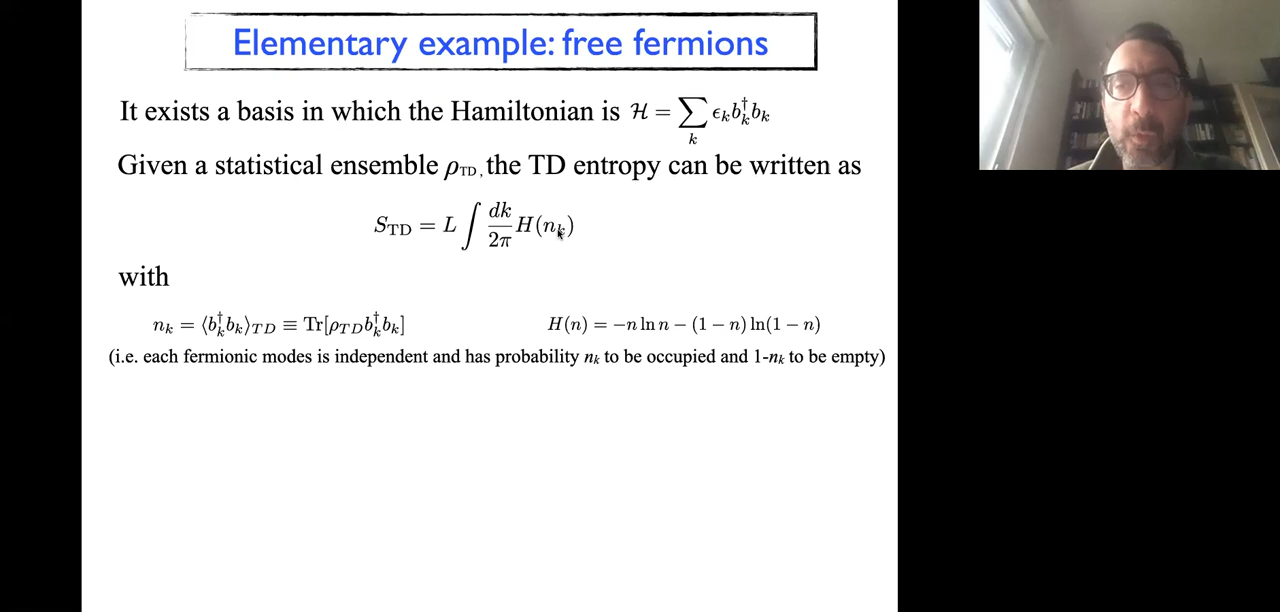 Elementary example: free fermions
It exists a basis in which the Hamiltonian is ℋ = ∑_k ϵ_k b_k^† b_k
Given a statistical ensemble ρ_TD, the TD entropy can be written as
S_TD = L ∫ dk/2π H(n_k)
with
n_k = ⟨b_k^† b_k⟩_TD ≡ Tr[ρ_TD b_k^† b_k] H(n) = −n ln n − (1 − n) ln(1 − n)
(i.e. each fermionic modes is independent and has probability n_k to be occupied and 1-n_k to be empty)